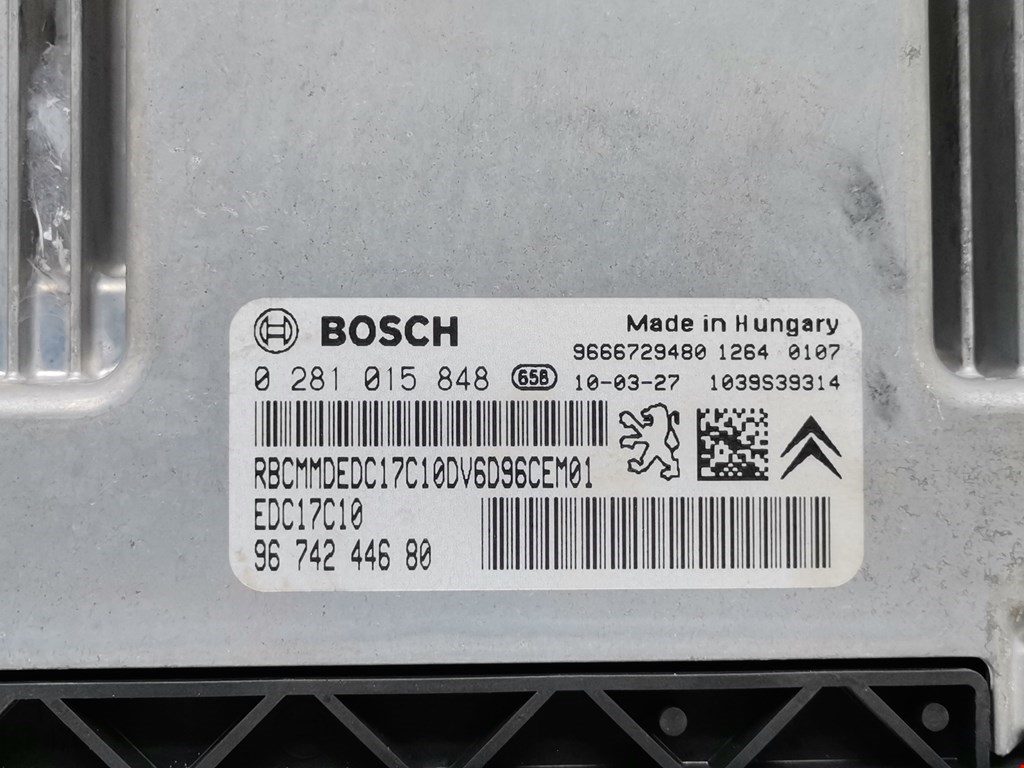 BOSCH
Made in Hungary
9666729480 1264 0107
0 281 015 848 65B
10-03-27 1039S39314
RBCMMDEDC17C10DV6D96CEM01
EDC17C10
96 742 446 80